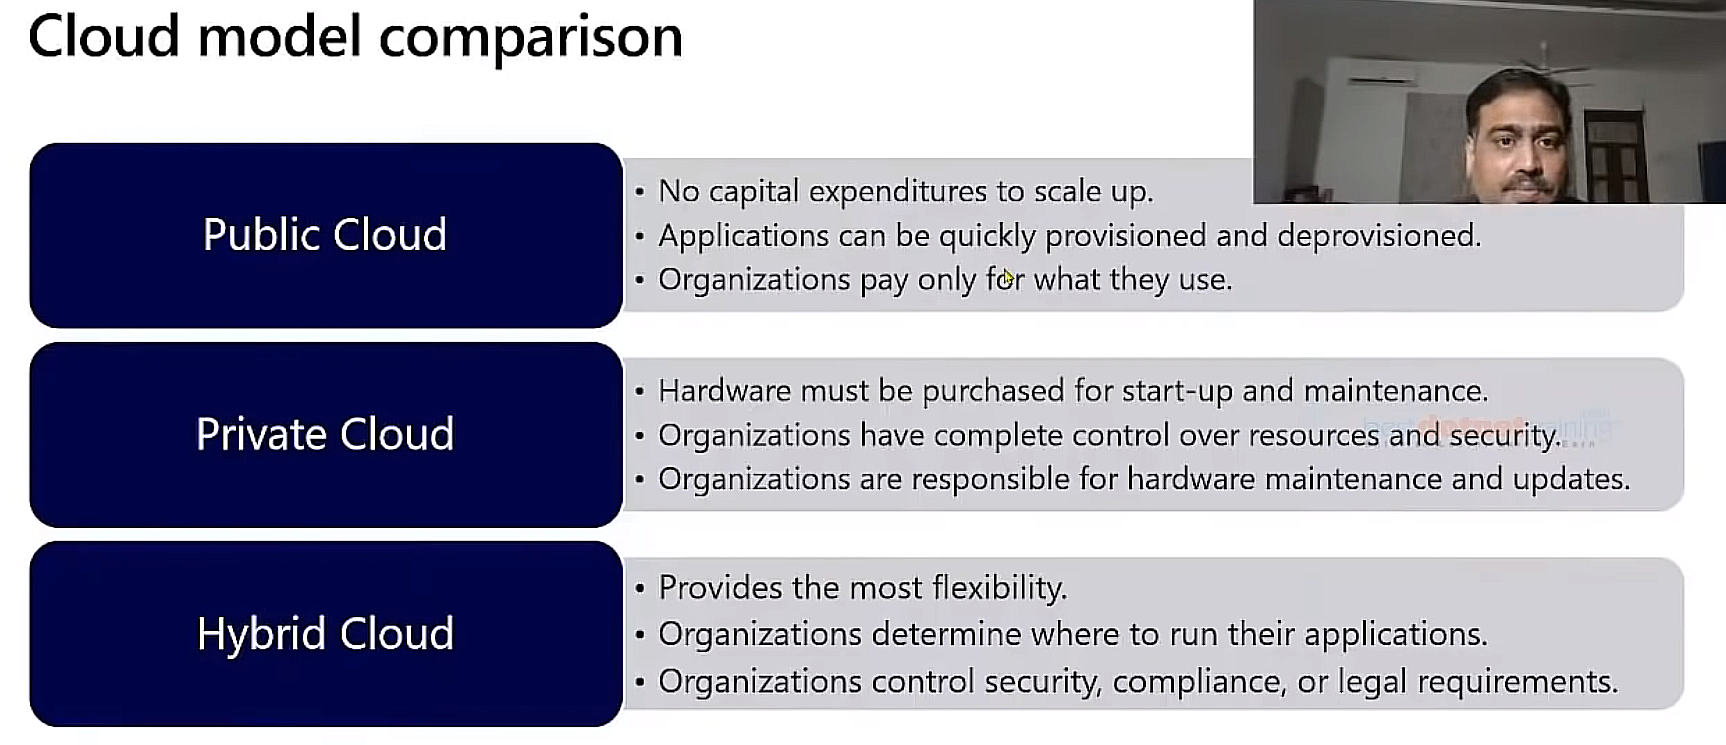 Cloud model comparison
Public Cloud
• No capital expenditures to scale up.
• Applications can be quickly provisioned and deprovisioned.
• Organizations pay only for what they use.
Private Cloud
• Hardware must be purchased for start-up and maintenance.
• Organizations have complete control over resources and security.
• Organizations are responsible for hardware maintenance and updates.
Hybrid Cloud
• Provides the most flexibility.
• Organizations determine where to run their applications.
• Organizations control security, compliance, or legal requirements.